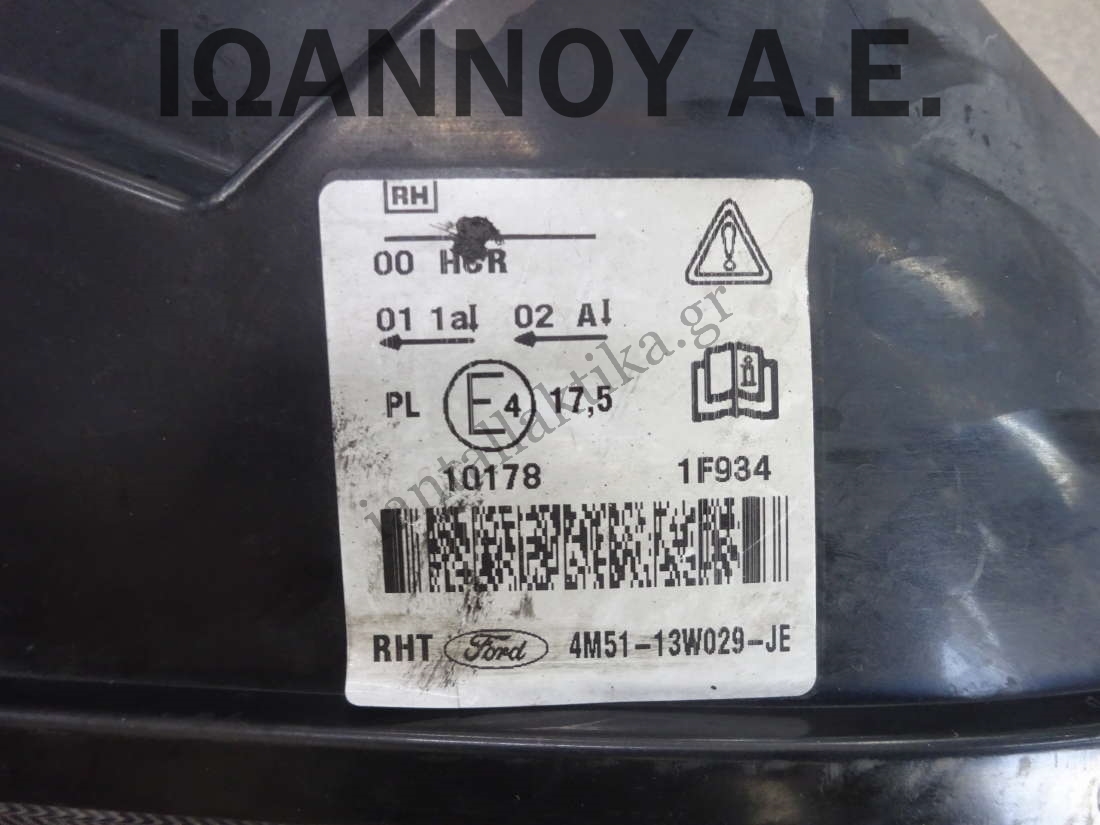 ΙΩΑΝΝΟΥ Α.Ε.
RH
00 HCR
01 1a 02 A
PL E4 17,5
10178 1F934
RHT Ford 4M51-13W029-JE
iantallaktika.gr